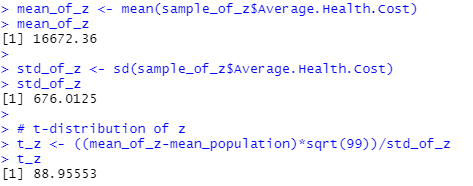 > mean_of_z <- mean(sample_of_z$Average.Health.Cost)
> mean_of_z
[1] 16672.36
>
> std_of_z <- sd(sample_of_z$Average.Health.Cost)
> std_of_z
[1] 676.0125
>
> # t-distribution of z
> t_z <- ((mean_of_z-mean_population)*sqrt(99))/std_of_z
> t_z
[1] 88.95553